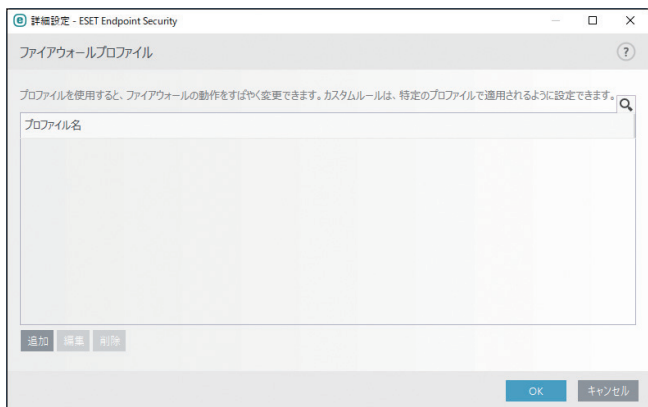 e 詳細設定 - ESET Endpoint Security
ファイアウォールプロファイル
?
プロファイルを使用すると、ファイアウォールの動作をすばやく変更できます。カスタムルールは、特定のプロファイルで適用されるように設定できます。
プロファイル名
追加 編集 削除
OK キャンセル